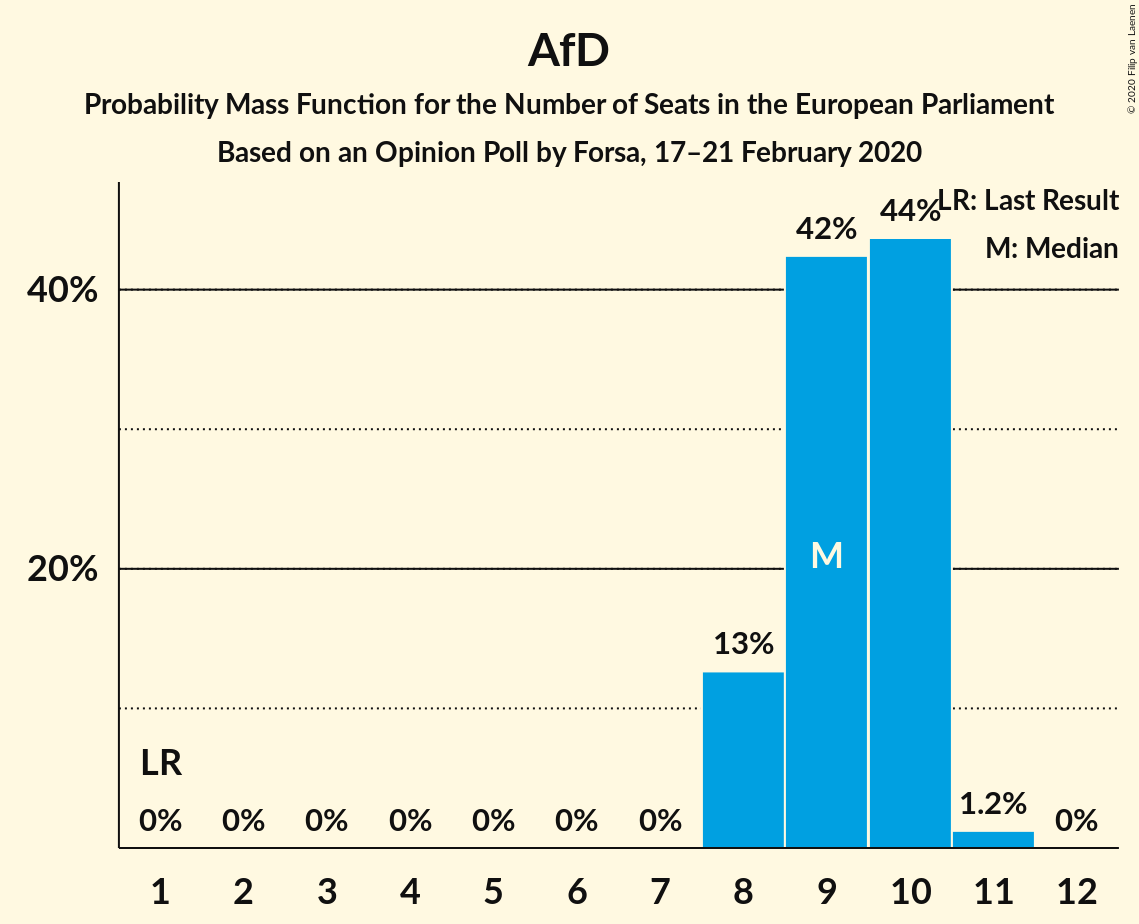 AfD
Probability Mass Function for the Number of Seats in the European Parliament
Based on an Opinion Poll by Forsa, 17–21 February 2020
© 2020 Filip van Laenen
LR: Last Result
M: Median
40%
20%
LR
0%
0%
0%
0%
0%
0%
0%
13%
42%
44%
1.2%
0%
M
1 2 3 4 5 6 7 8 9 10 11 12